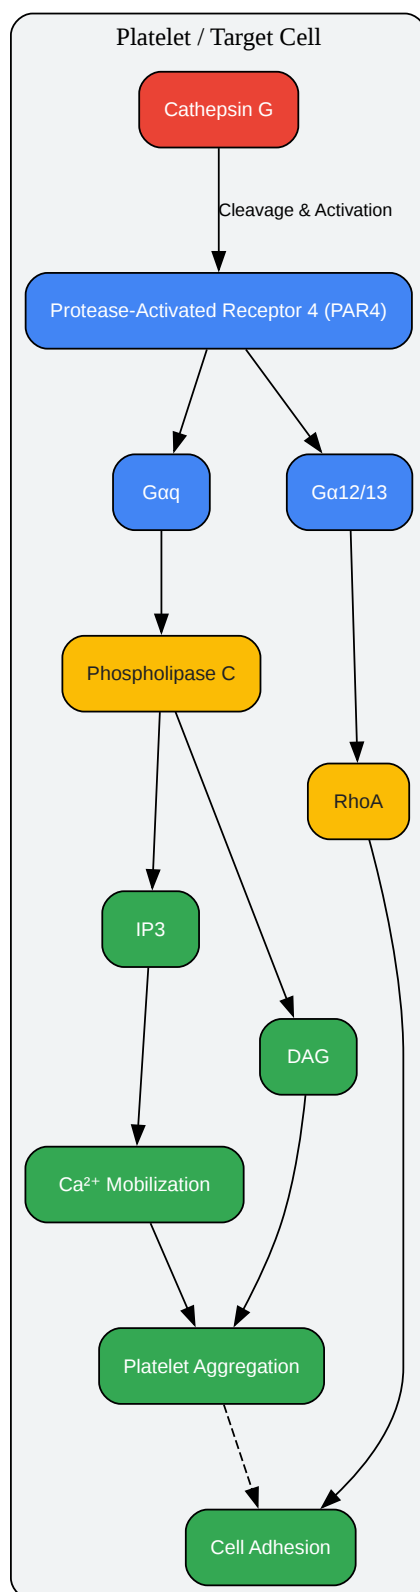 Platelet / Target Cell
Cathepsin G
Cleavage & Activation
Protease-Activated Receptor 4 (PAR4)
Gαq
Gα12/13
Phospholipase C
RhoA
IP3
DAG
Ca²⁺ Mobilization
Platelet Aggregation
Cell Adhesion